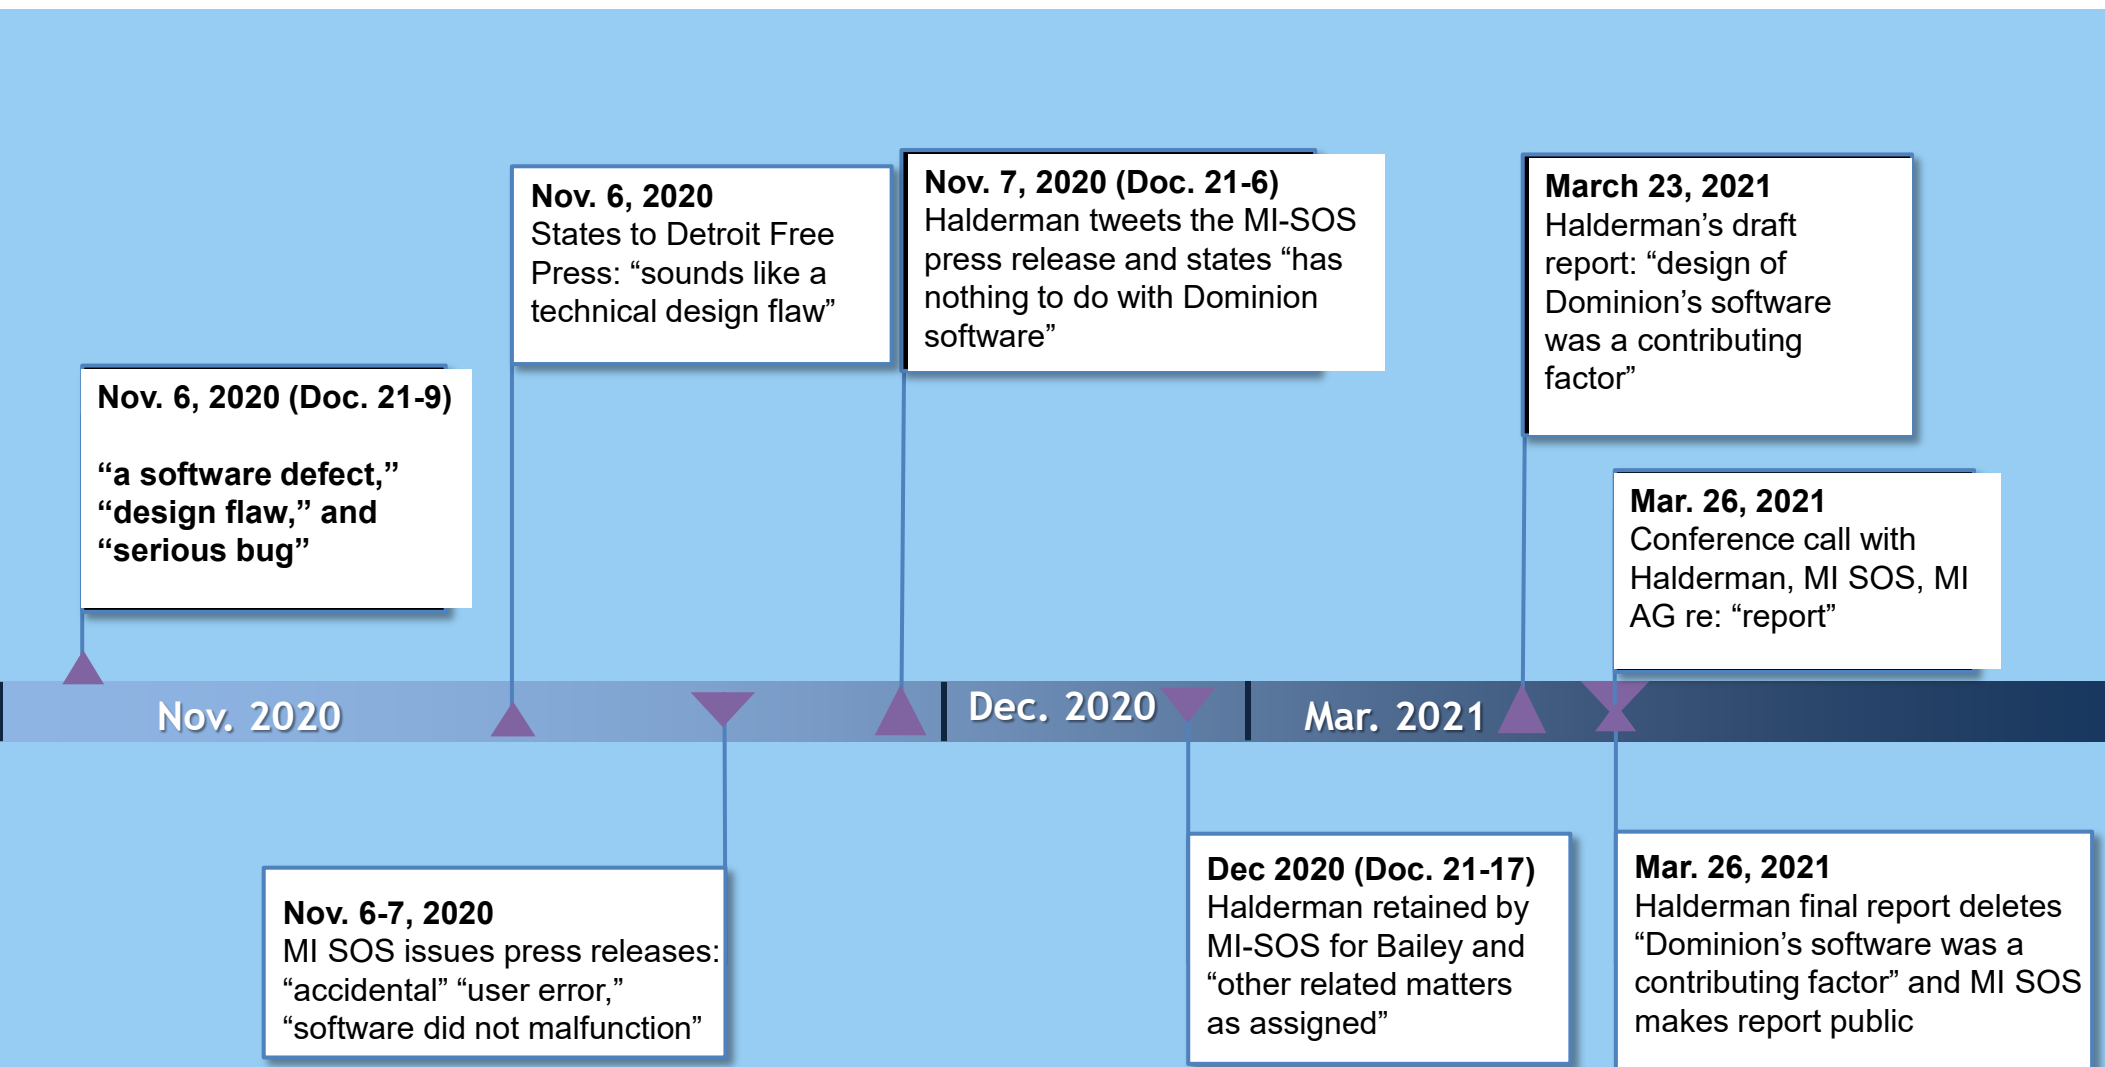 Nov. 6, 2020 (Doc. 21-9)
“a software defect,”
“design flaw,” and
“serious bug”
Nov. 6, 2020
States to Detroit Free
Press: “sounds like a
technical design flaw”
Nov. 7, 2020 (Doc. 21-6)
Halderman tweets the MI-SOS
press release and states “has
nothing to do with Dominion
software”
March 23, 2021
Halderman’s draft
report: “design of
Dominion’s software
was a contributing
factor”
Mar. 26, 2021
Conference call with
Halderman, MI SOS, MI
AG re: “report”
Nov. 2020
Dec. 2020
Mar. 2021
Nov. 6-7, 2020
MI SOS issues press releases:
“accidental” “user error,”
“software did not malfunction”
Dec 2020 (Doc. 21-17)
Halderman retained by
MI-SOS for Bailey and
“other related matters
as assigned”
Mar. 26, 2021
Halderman final report deletes
“Dominion’s software was a
contributing factor” and MI SOS
makes report public